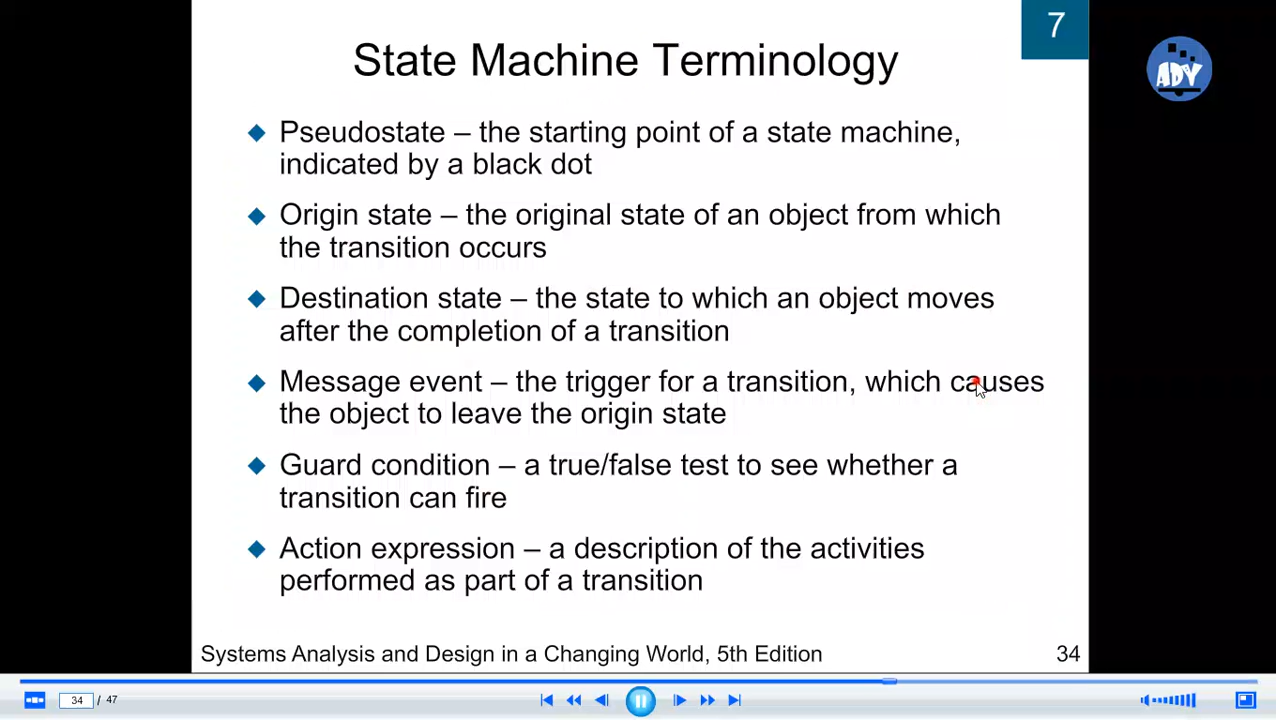 7
State Machine Terminology
ADY
Pseudostate – the starting point of a state machine,
indicated by a black dot
Origin state – the original state of an object from which
the transition occurs
Destination state – the state to which an object moves
after the completion of a transition
Message event – the trigger for a transition, which causes
the object to leave the origin state
Guard condition – a true/false test to see whether a
transition can fire
Action expression – a description of the activities
performed as part of a transition
Systems Analysis and Design in a Changing World, 5th Edition 34
34 / 47